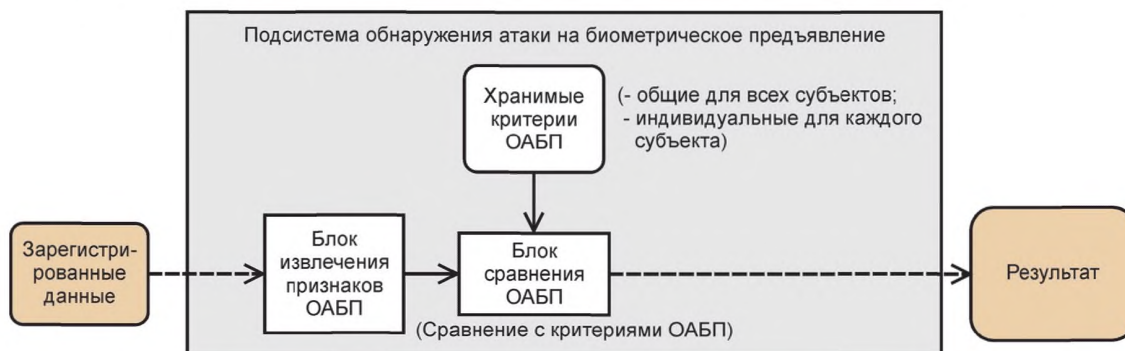 Подсистема обнаружения атаки на биометрическое предъявление
Хранимые
критерии
ОАБП
(- общие для всех субъектов;
- индивидуальные для каждого
субъекта)
Зарегистри-
рованные
данные
Блок
извлечения
признаков
ОАБП
Блок
сравнения
ОАБП
(Сравнение с критериями ОАБП)
Результат